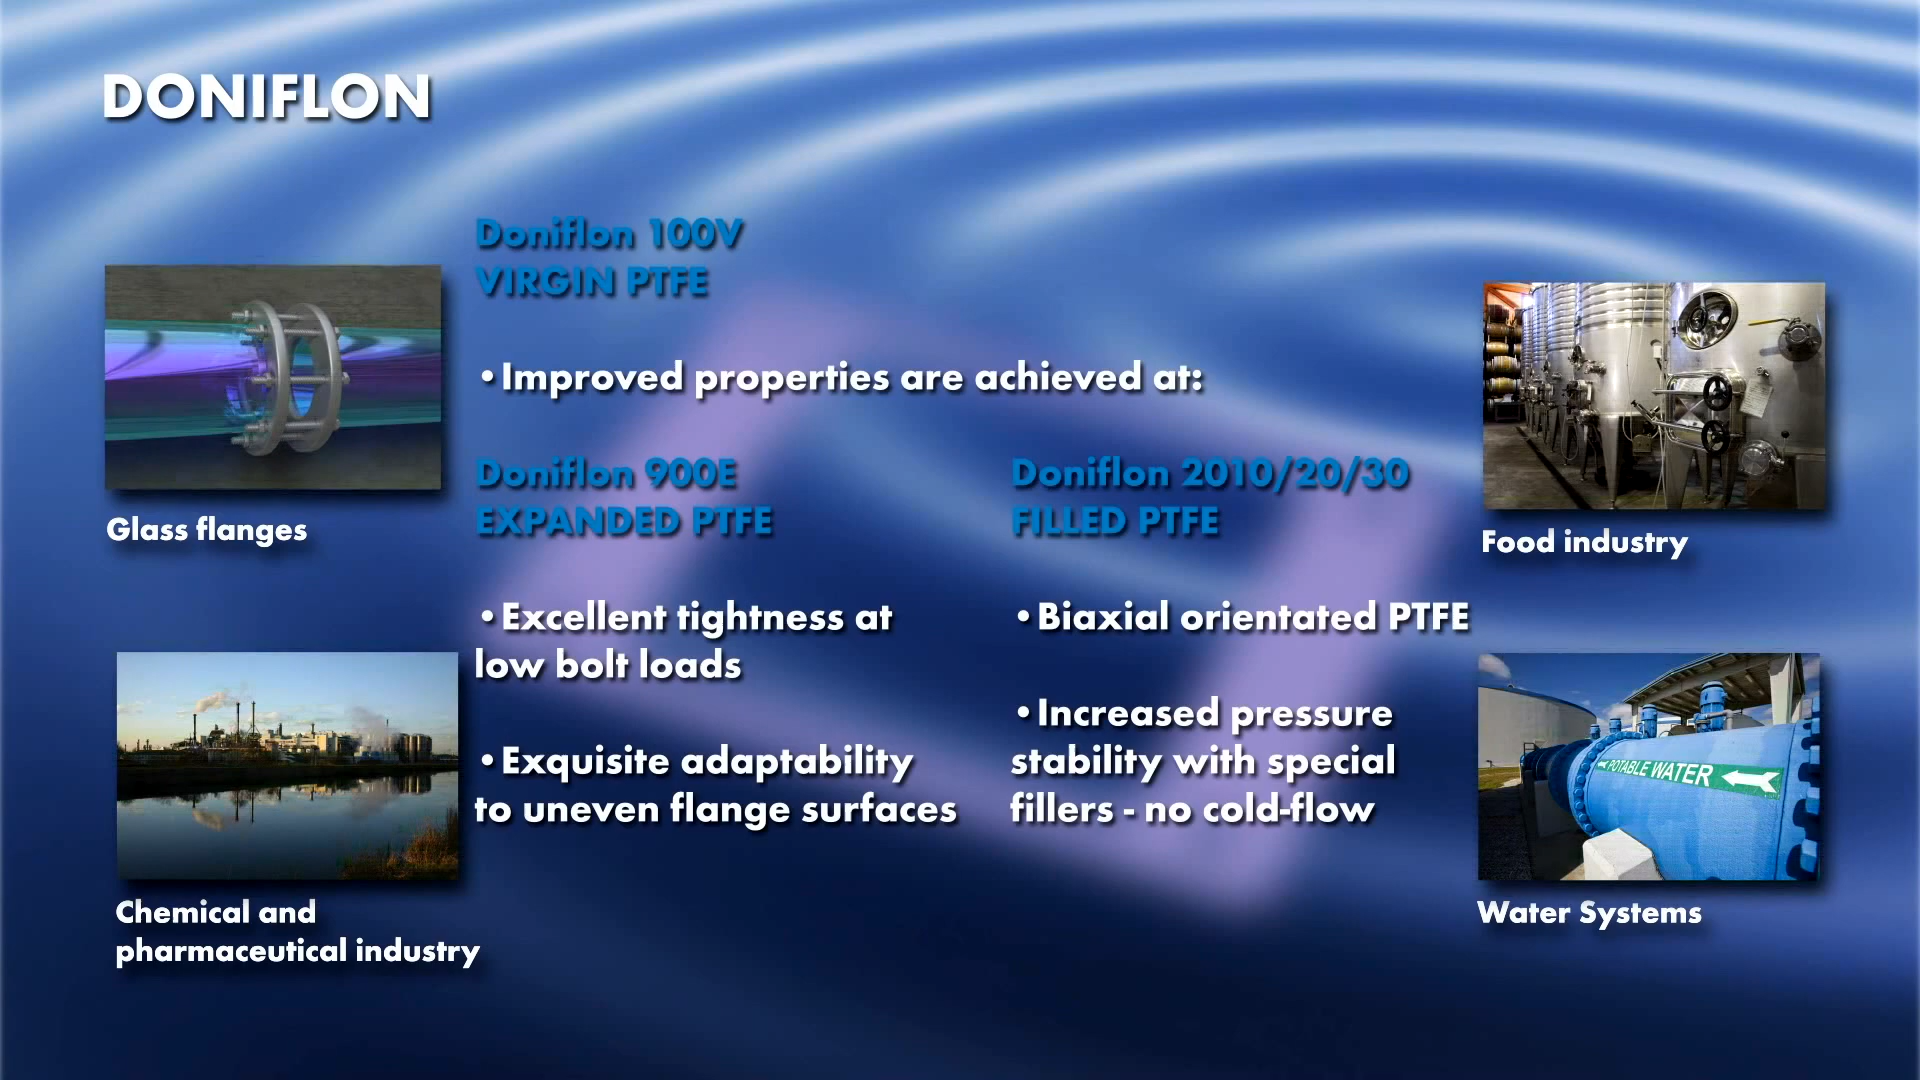 DONIFLON
Doniflon 100V
VIRGIN PTFE
•Improved properties are achieved at:
Doniflon 900E
EXPANDED PTFE
•Excellent tightness at
low bolt loads
•Exquisite adaptability
to uneven flange surfaces
Doniflon 2010/20/30
FILLED PTFE
•Biaxial orientated PTFE
•Increased pressure
stability with special
fillers - no cold-flow
Glass flanges
Chemical and
pharmaceutical industry
Food industry
POTABLE WATER
Water Systems